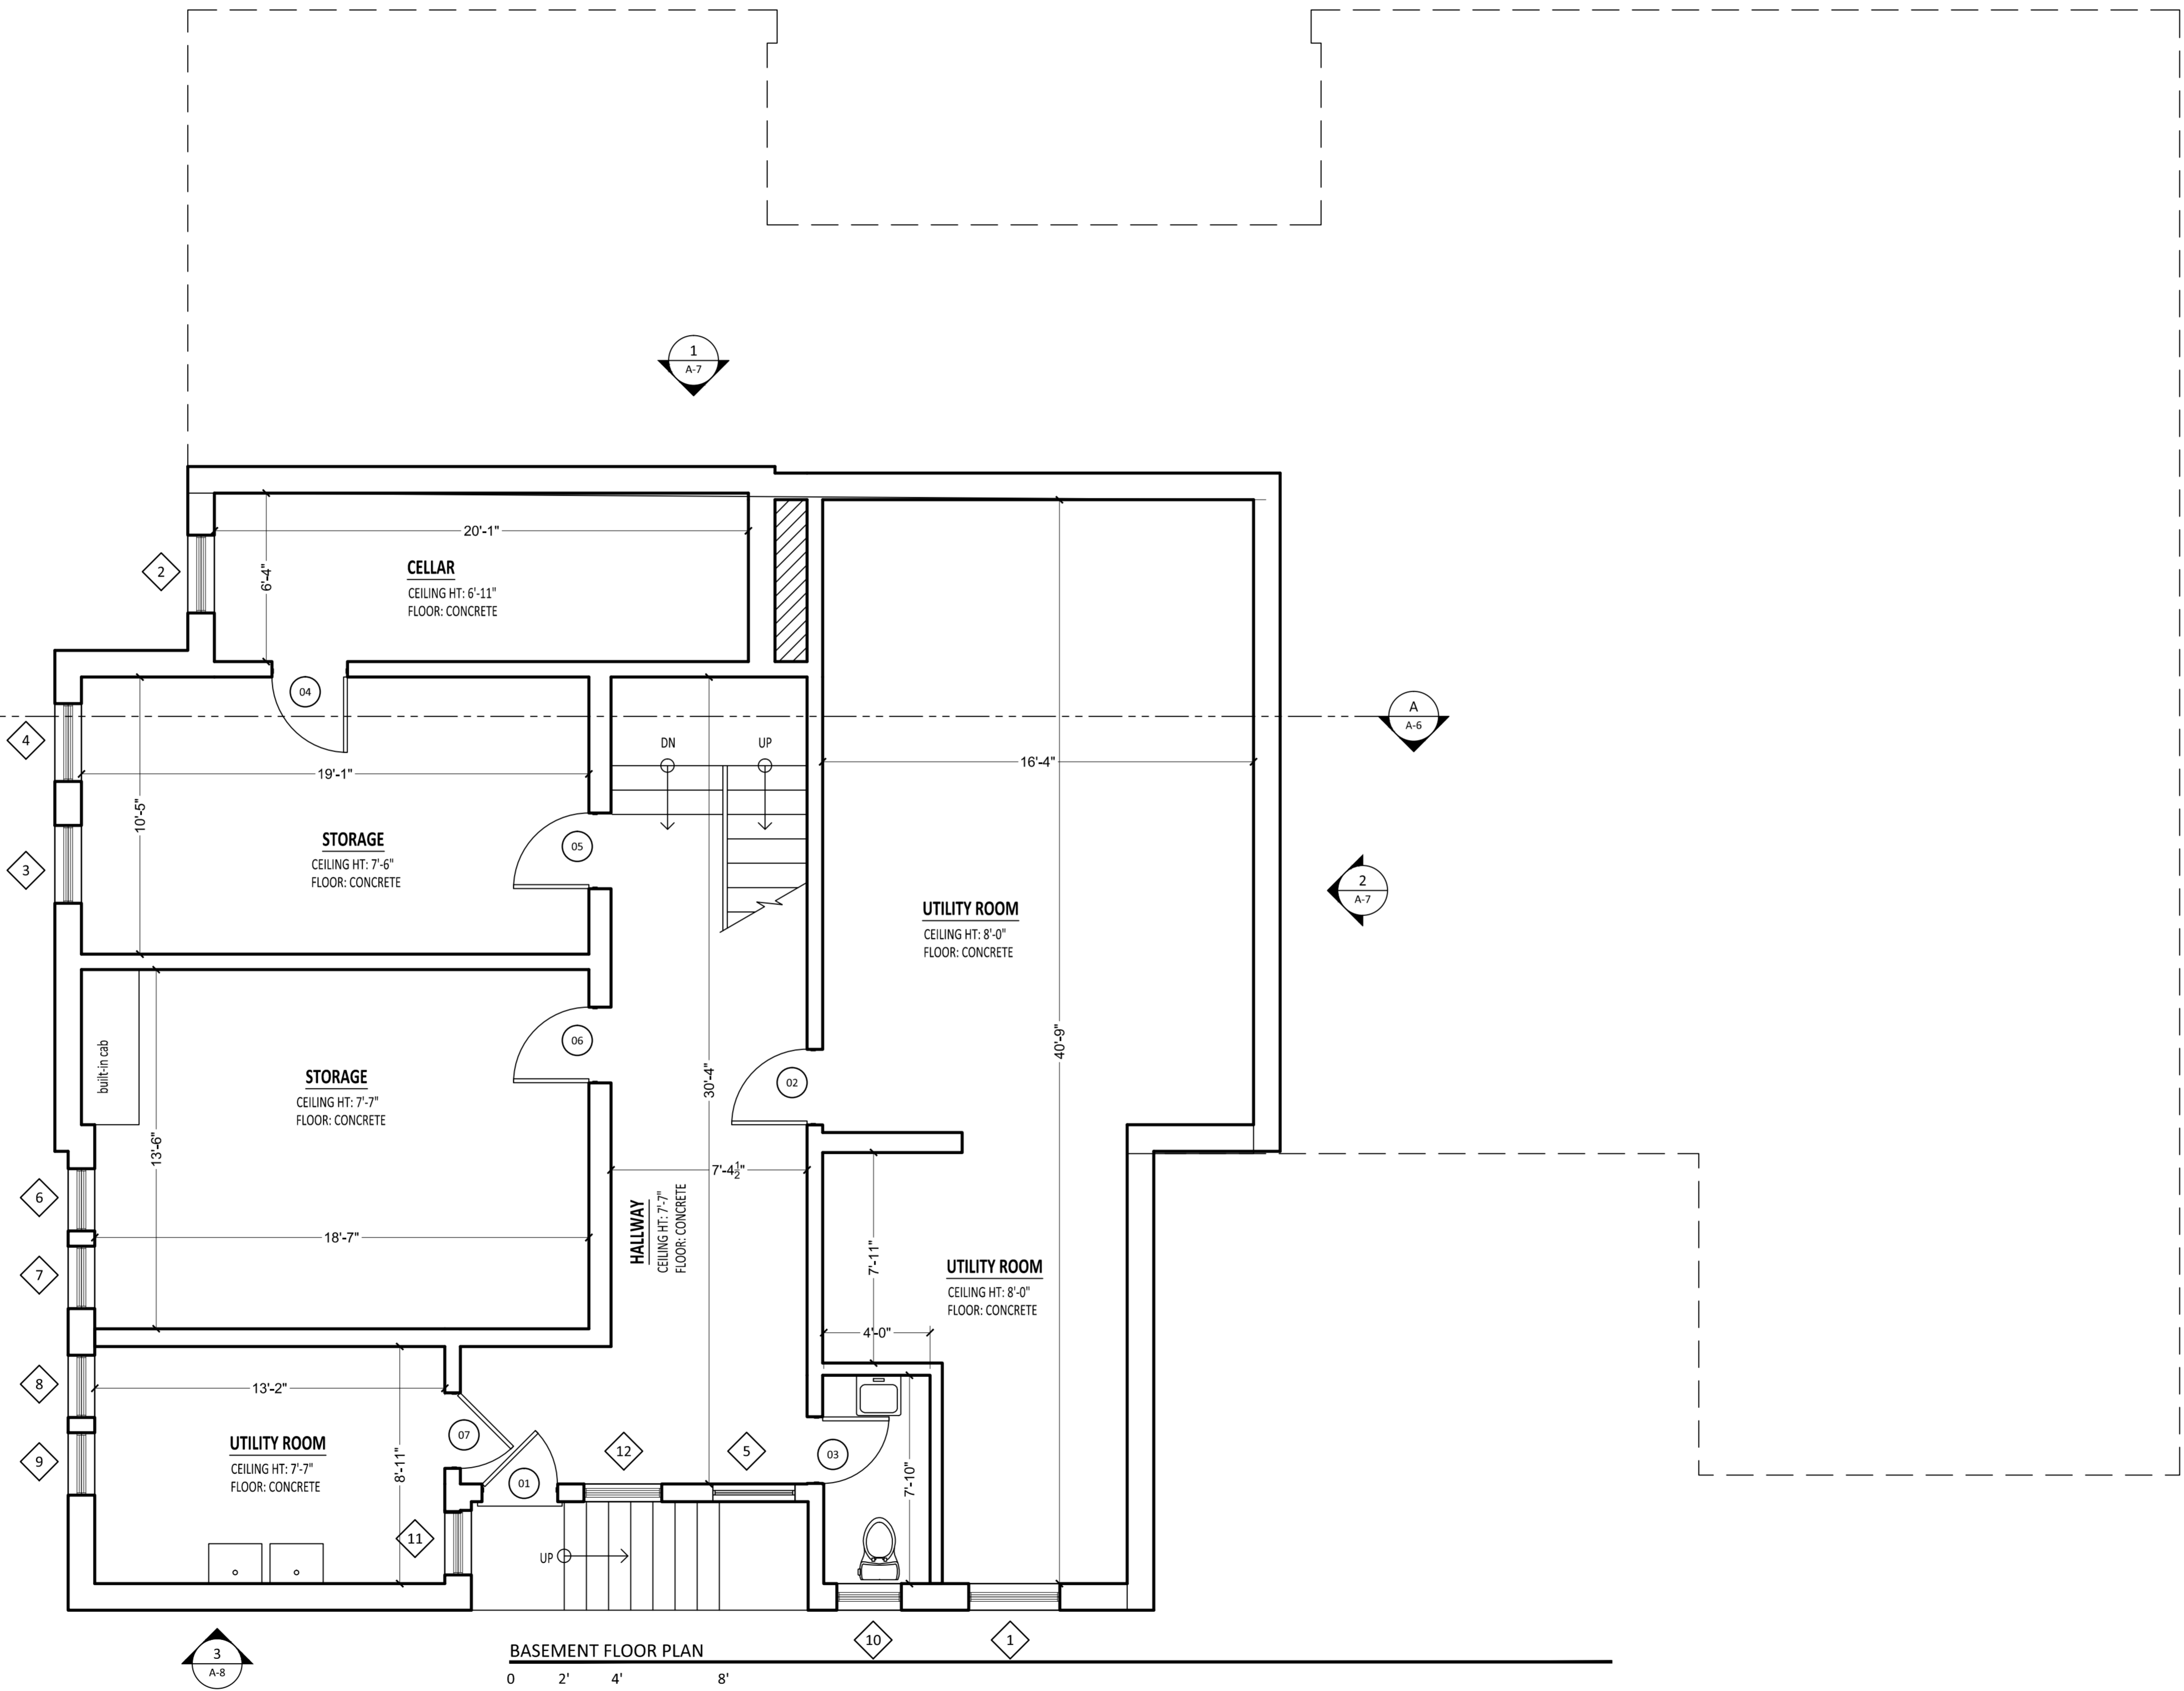 1
A-7
20'-1"
CELLAR
CEILING HT: 6'-11"
FLOOR: CONCRETE
6'-4"
2
04
A
A-6
4
DN
UP
16'-4"
19'-1"
10'-5"
STORAGE
CEILING HT: 7'-6"
FLOOR: CONCRETE
05
3
2
A-7
UTILITY ROOM
CEILING HT: 8'-0"
FLOOR: CONCRETE
built-in cab
06
STORAGE
CEILING HT: 7'-7"
FLOOR: CONCRETE
30'-4"
02
40'-9"
13'-6"
7'-4½"
6
18'-7"
HALLWAY
CEILING HT: 7'-7"
FLOOR: CONCRETE
7'-11"
UTILITY ROOM
CEILING HT: 8'-0"
FLOOR: CONCRETE
7
4'-0"
8
13'-2"
UTILITY ROOM
CEILING HT: 7'-7"
FLOOR: CONCRETE
07
12
5
03
9
8'-11"
01
7'-10"
11
UP
10
1
3
A-8
BASEMENT FLOOR PLAN
0 2' 4' 8'